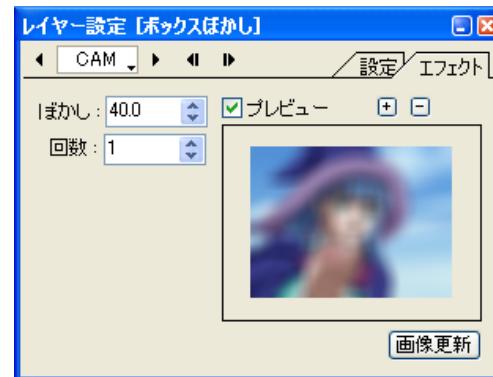 レイヤー設定 [ボックスぼかし]
CAM
設定 エフェクト
ぼかし：40.0
プレビュー
回数：1
画像更新